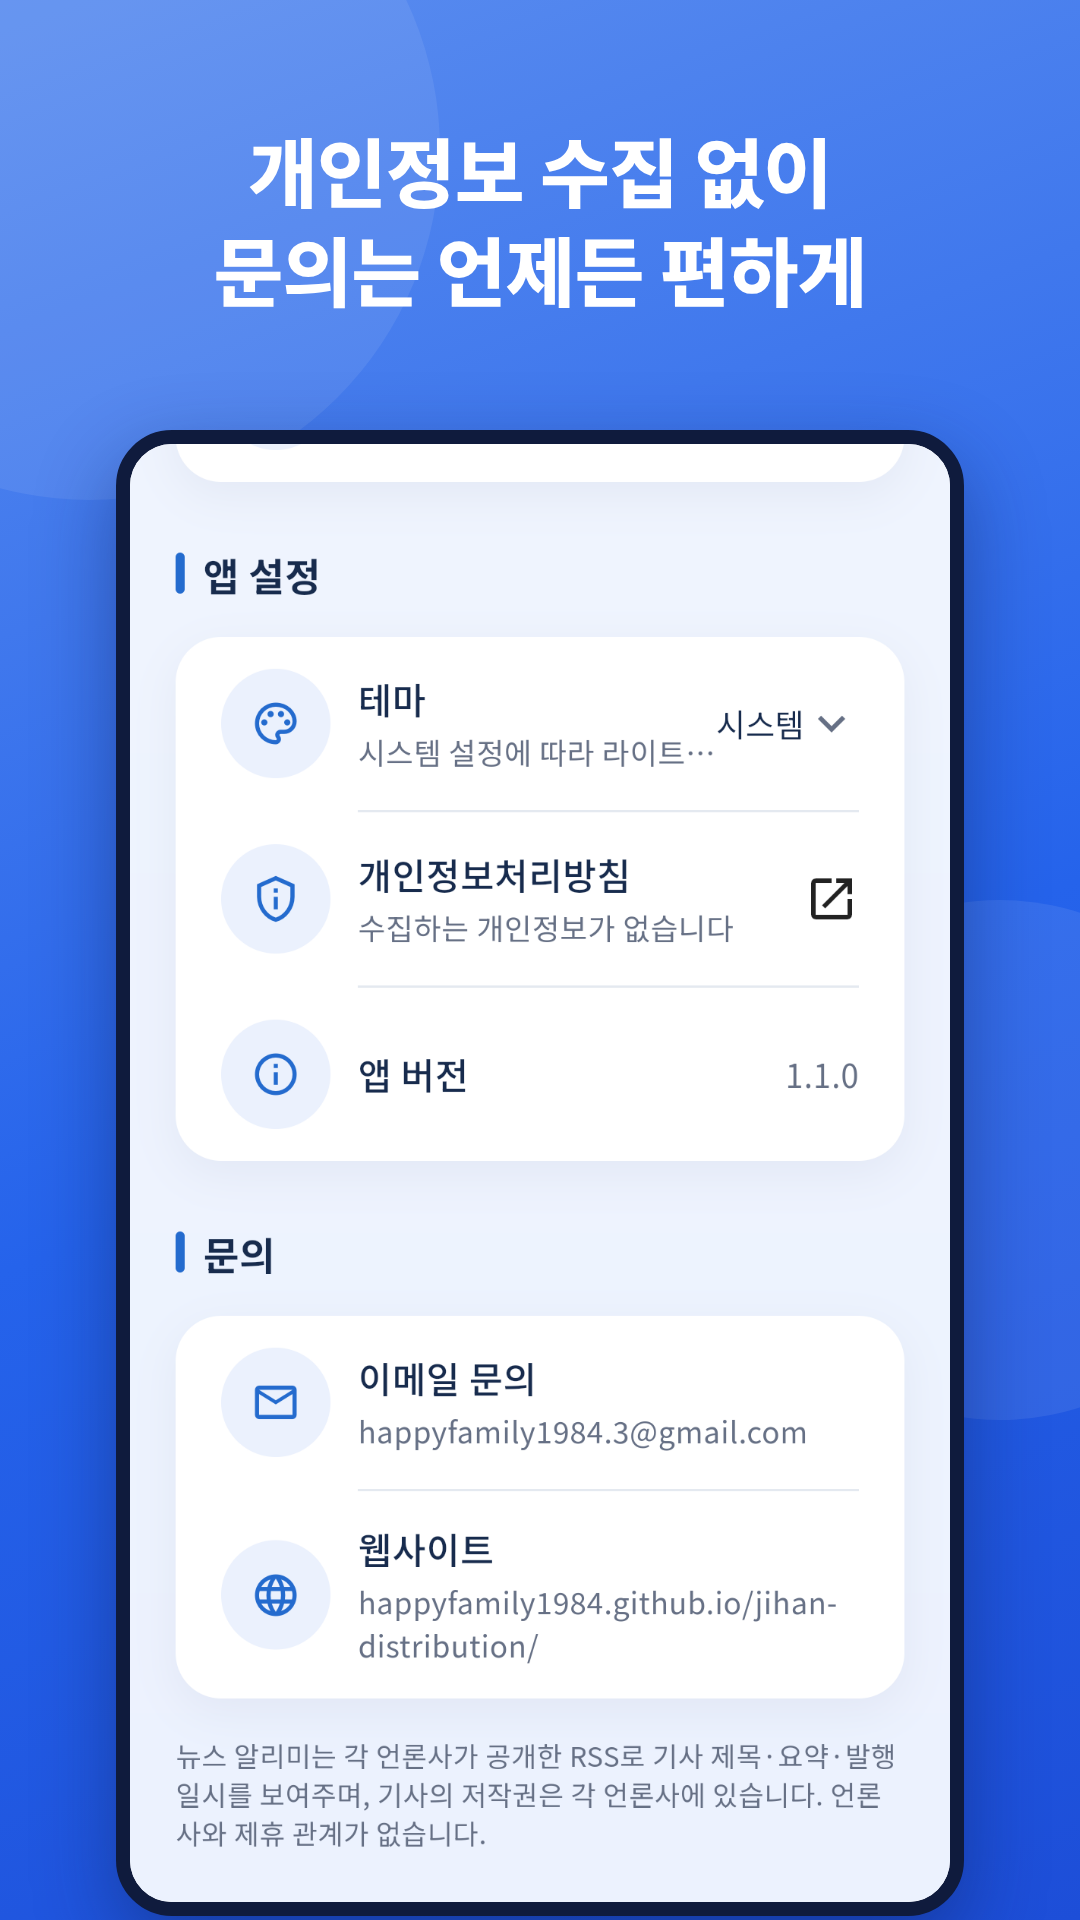 개인정보 수집 없이
문의는 언제든 편하게
앱 설정
테마
시스템 설정에 따라 라이트…
시스템
개인정보처리방침
수집하는 개인정보가 없습니다
앱 버전
1.1.0
문의
이메일 문의
happyfamily1984.3@gmail.com
웹사이트
happyfamily1984.github.io/jihan-
distribution/
뉴스 알리미는 각 언론사가 공개한 RSS로 기사 제목·요약·발행
일시를 보여주며, 기사의 저작권은 각 언론사에 있습니다. 언론
사와 제휴 관계가 없습니다.